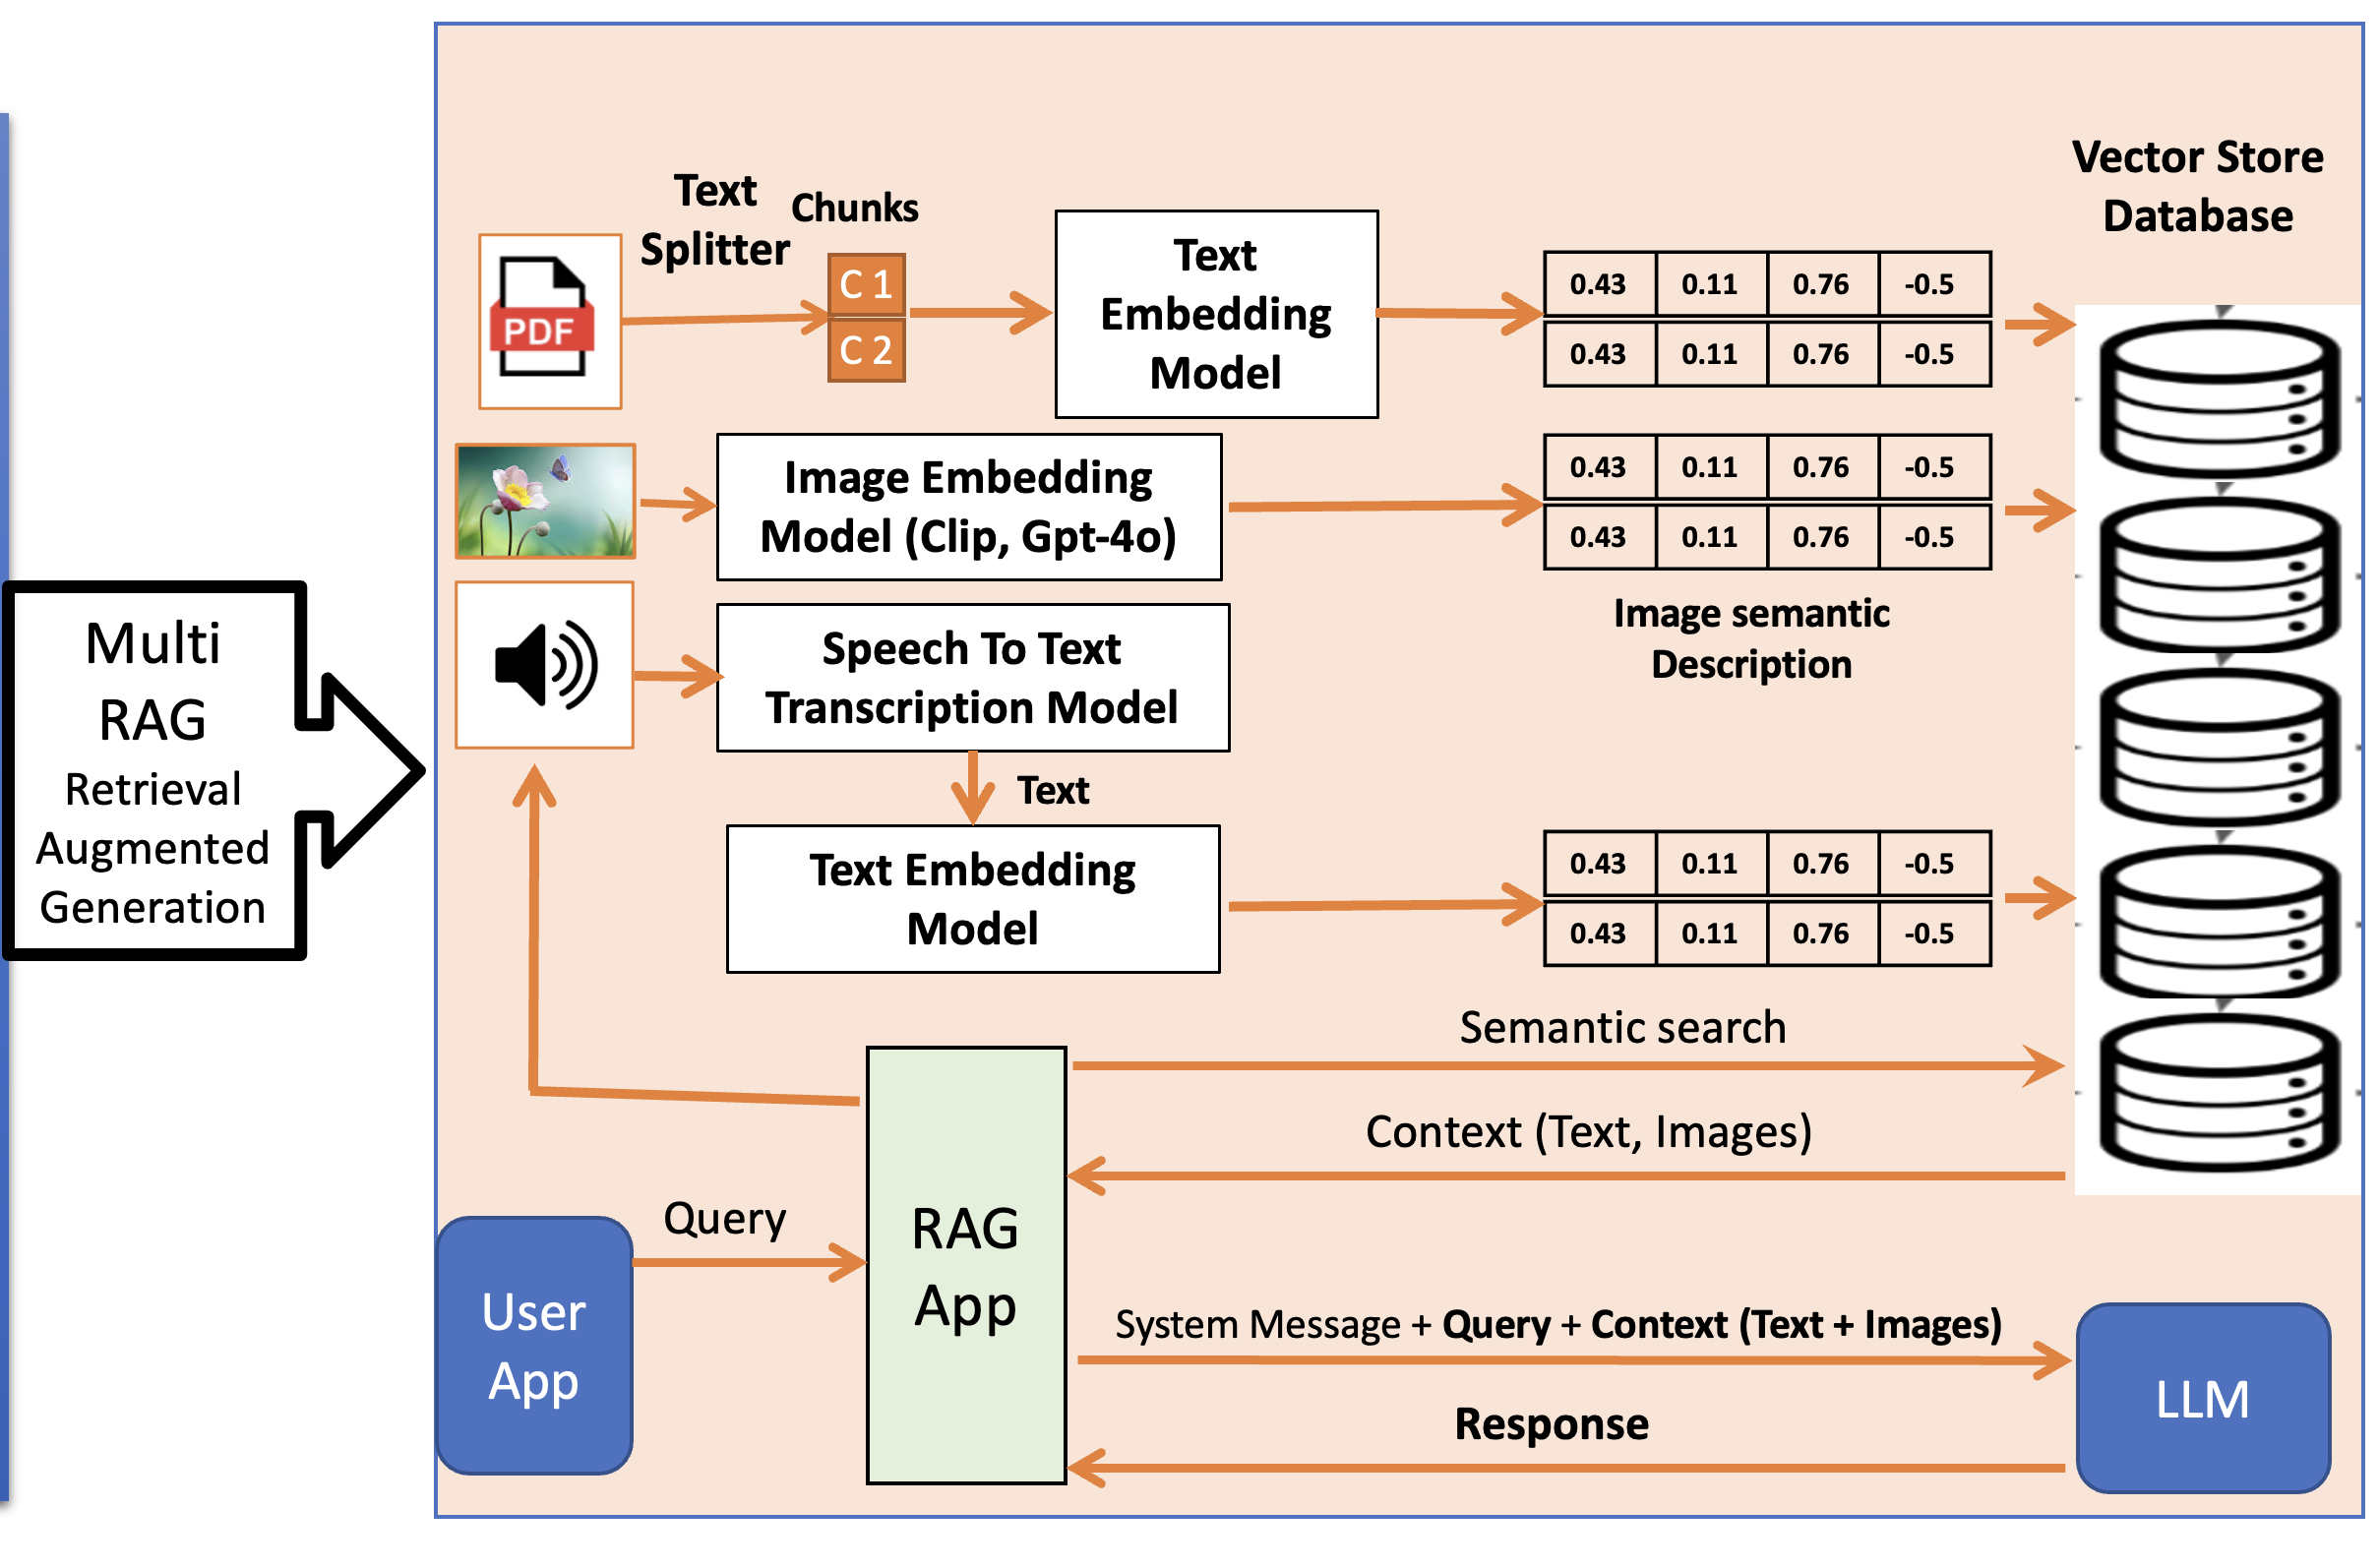 Multi
RAG
Retrieval
Augmented
Generation
Text
Splitter
Chunks
PDF
C 1
C 2
Text
Embedding
Model
0.43 0.11 0.76 -0.5
0.43 0.11 0.76 -0.5
Vector Store
Database
Image Embedding
Model (Clip, Gpt-4o)
0.43 0.11 0.76 -0.5
0.43 0.11 0.76 -0.5
Image semantic
Description
Speech To Text
Transcription Model
Text
Text Embedding
Model
0.43 0.11 0.76 -0.5
0.43 0.11 0.76 -0.5
Semantic search
Context (Text, Images)
Query
User
App
RAG
App
System Message + Query + Context (Text + Images)
Response
LLM